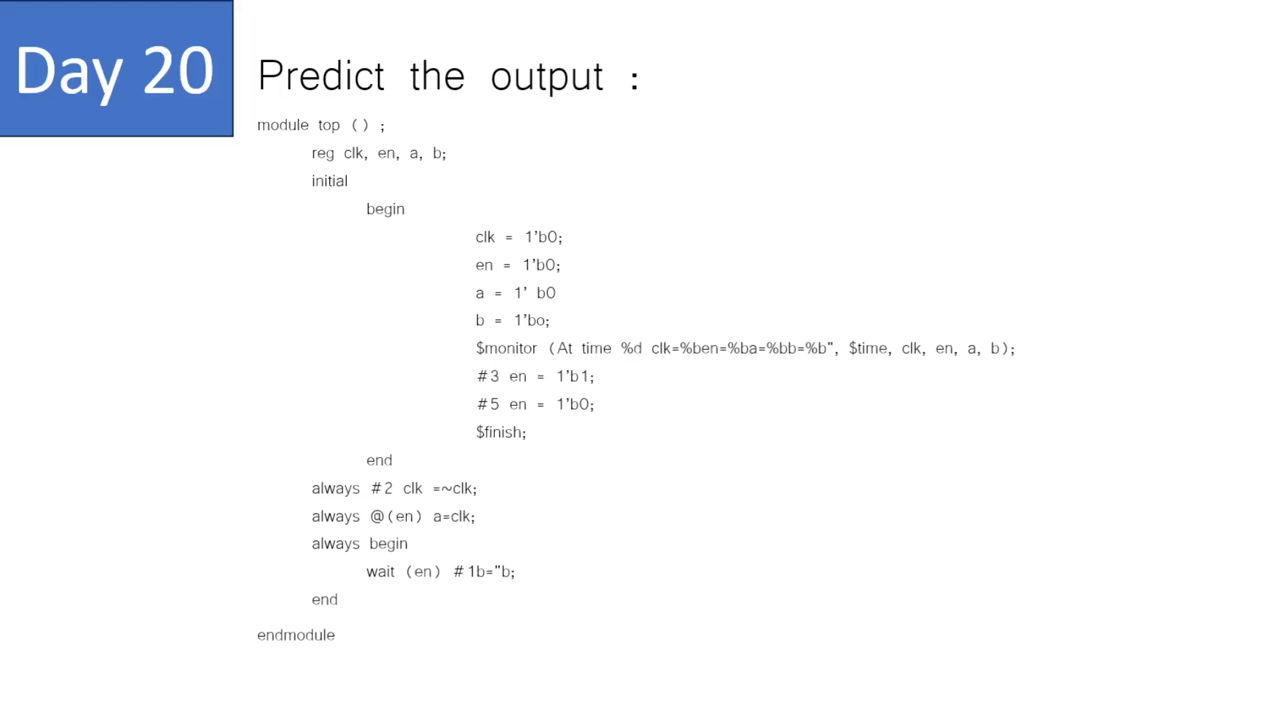 Day 20
Predict the output :
module top () ;
reg clk, en, a, b;
initial
begin
clk = 1'b0;
en = 1'b0;
a = 1' b0
b = 1'bo;
$monitor (At time %d clk=%ben=%ba=%bb=%b", $time, clk, en, a, b);
#3 en = 1'b1;
#5 en = 1'b0;
$finish;
end
always #2 clk =~clk;
always @(en) a=clk;
always begin
wait (en) #1b="b;
end
endmodule